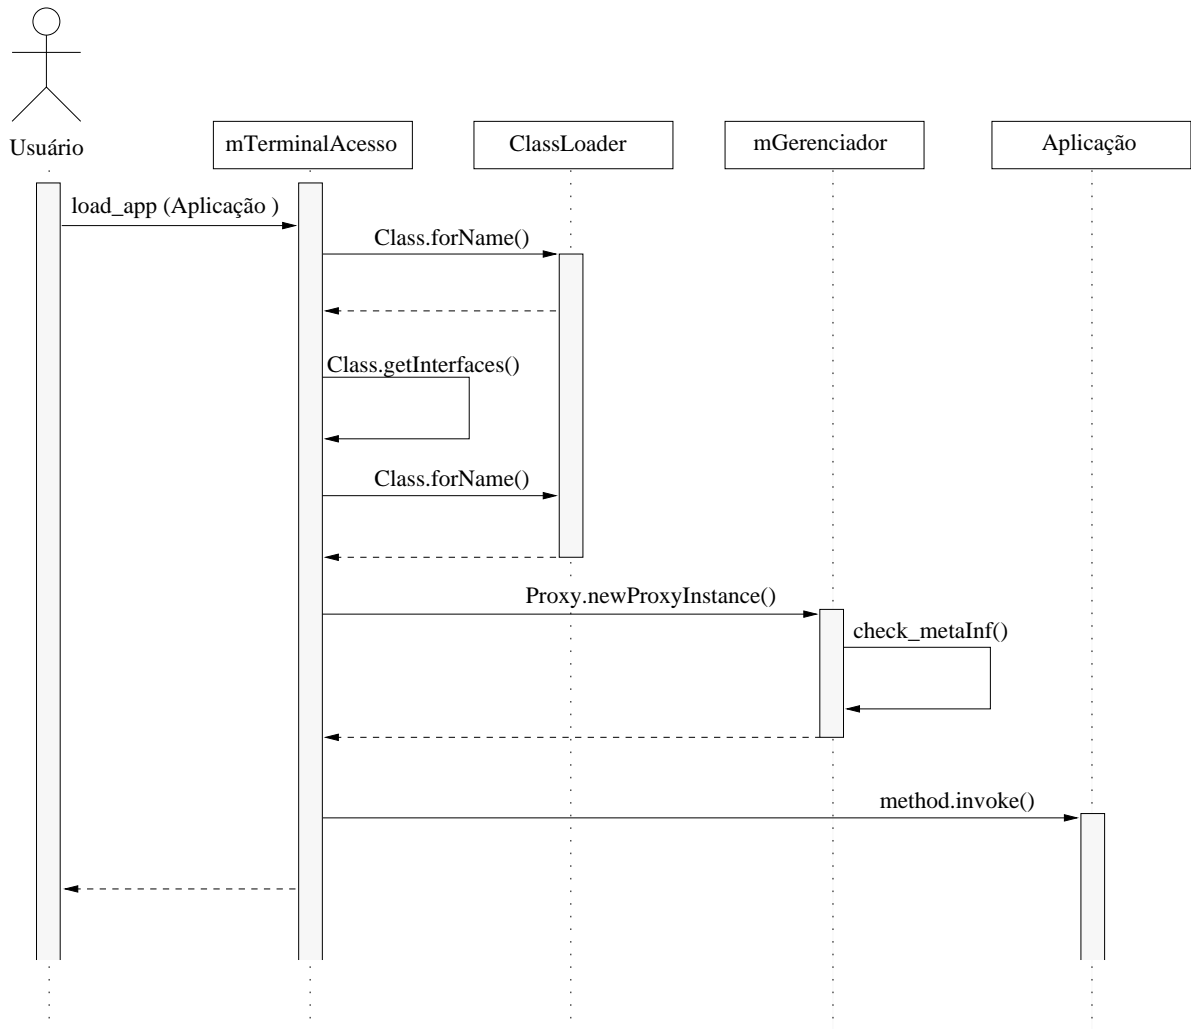 Usuário
mTerminalAcesso
ClassLoader
mGerenciador
Aplicação
load_app (Aplicação )
Class.forName()
Class.getInterfaces()
Class.forName()
Proxy.newProxyInstance()
check_metaInf()
method.invoke()